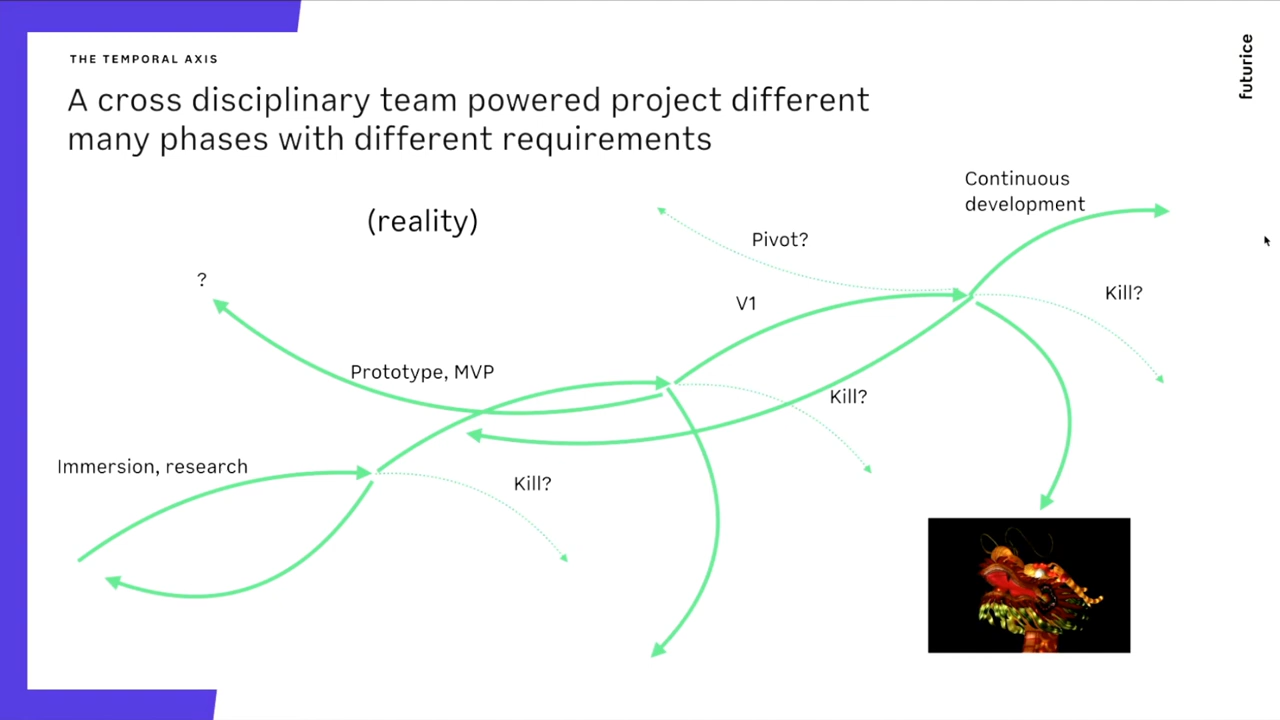 THE TEMPORAL AXIS
futurice
A cross disciplinary team powered project different
many phases with different requirements
Continuous
development
(reality)
Pivot?
?
Kill?
V1
Prototype, MVP
Kill?
Immersion, research
Kill?